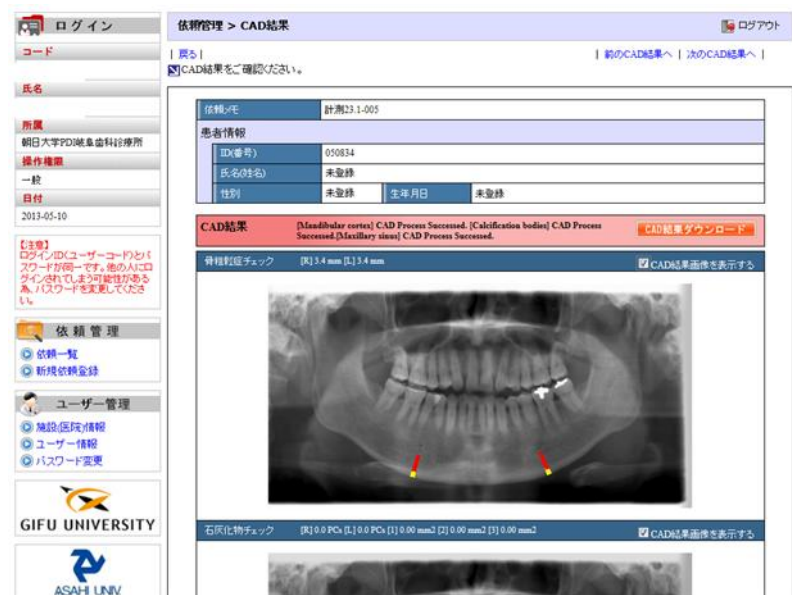 ログイン
コード
氏名
所属
朝日大学PDI岐阜歯科診療所
操作権限
一般
日付
2013-05-10
【注意】
ログインID(ユーザーコード)とパ
スワードが同一です。他の人にロ
グインされてしまう可能性がある
為、パスワードを変更してくださ
い。
依頼管理
依頼一覧
新規依頼登録
ユーザー管理
施設(医院)情報
ユーザー情報
パスワード変更
GIFU UNIVERSITY
ASAHI UNIV.
依頼管理 > CAD結果
ログアウト
| 戻る |
| 前のCAD結果へ | 次のCAD結果へ |
CAD結果をご確認ください。
依頼メモ 計測23.1-005
患者情報
ID(番号) 050834
氏名(姓名) 未登録
性別 未登録 生年月日 未登録
CAD結果 [Mandibular cortex] CAD Process Successed. [Calcification bodies] CAD Process
Successed.[Maxillary sinus] CAD Process Successed.
CAD結果ダウンロード
骨粗鬆症チェック [R] 3.4 mm [L] 3.4 mm CAD結果画像を表示する
石灰化物チェック [R] 0.0 PCs [L] 0.0 PCs [1] 0.00 mm2 [2] 0.00 mm2 [3] 0.00 mm2 CAD結果画像を表示する